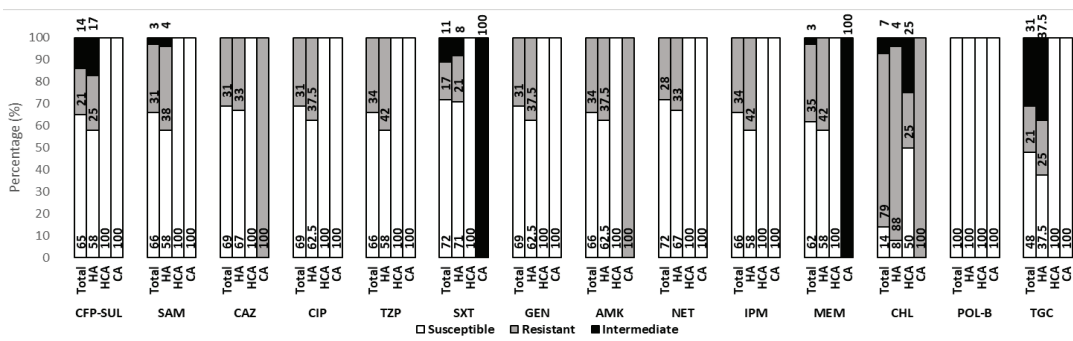 14 17 3 4 11 8 100 3 100 7 4 25 31 37.5
Percentage (%)
100
90
80
70
60
50
40
30
20
10
0
21 25 31 38 31 33 31 37.5 34 42 17 21 31 37.5 34 37.5 28 33 34 42 35 42 79 88 25 21 25
65 58 100 100 66 58 100 100 69 67 100 100 69 62.5 100 100 66 58 100 100 72 71 100 69 62.5 100 100 66 62.5 100 100 72 67 100 100 66 58 100 100 62 58 100 14 8 50 100 100 100 100 100 48 37.5 100 100
Total HA HCA CA Total HA HCA CA Total HA HCA CA Total HA HCA CA Total HA HCA CA Total HA HCA CA Total HA HCA CA Total HA HCA CA Total HA HCA CA Total HA HCA CA Total HA HCA CA Total HA HCA CA Total HA HCA CA Total HA HCA CA
CFP-SUL SAM CAZ CIP TZP SXT GEN AMK NET IPM MEM CHL POL-B TGC
Susceptible Resistant Intermediate